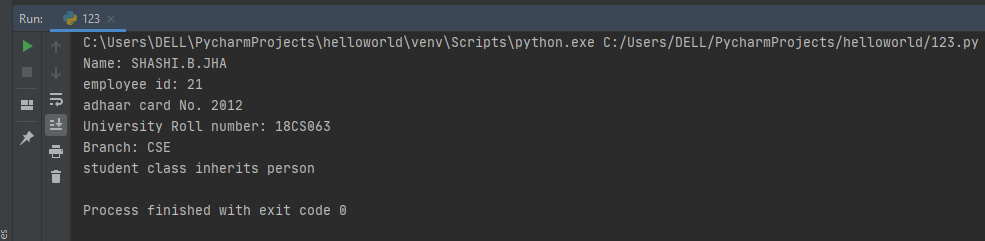 Run:
123
C:\Users\DELL\PycharmProjects\helloworld\venv\Scripts\python.exe C:/Users/DELL/PycharmProjects/helloworld/123.py
Name: SHASHI.B.JHA
employee id: 21
adhaar card No. 2012
University Roll number: 18CS063
Branch: CSE
student class inherits person
Process finished with exit code 0
es